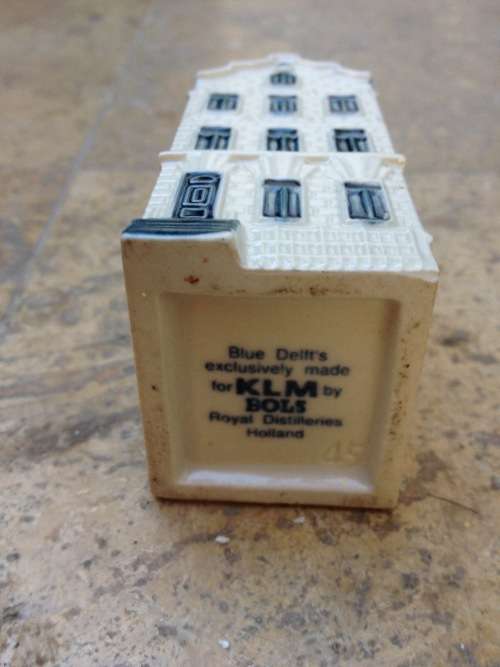 Blue Delft's
exclusively made
for KLM by
BOLS
Royal Distilleries
Holland
45